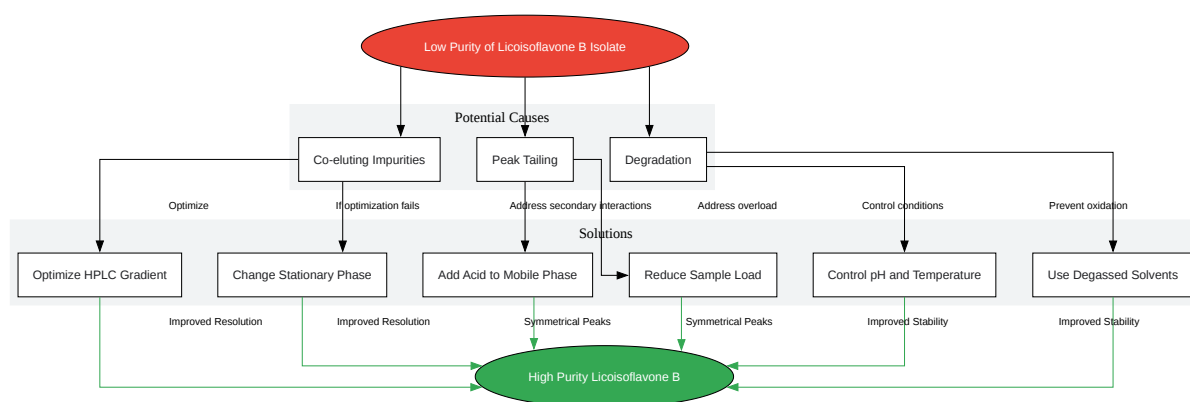 Low Purity of Licoisoflavone B Isolate
Potential Causes
Co-eluting Impurities
Peak Tailing
Degradation
Optimize
If optimization fails
Address secondary interactions
Address overload
Control conditions
Prevent oxidation
Solutions
Optimize HPLC Gradient
Change Stationary Phase
Add Acid to Mobile Phase
Reduce Sample Load
Control pH and Temperature
Use Degassed Solvents
Improved Resolution
Improved Resolution
Symmetrical Peaks
Symmetrical Peaks
Improved Stability
Improved Stability
High Purity Licoisoflavone B